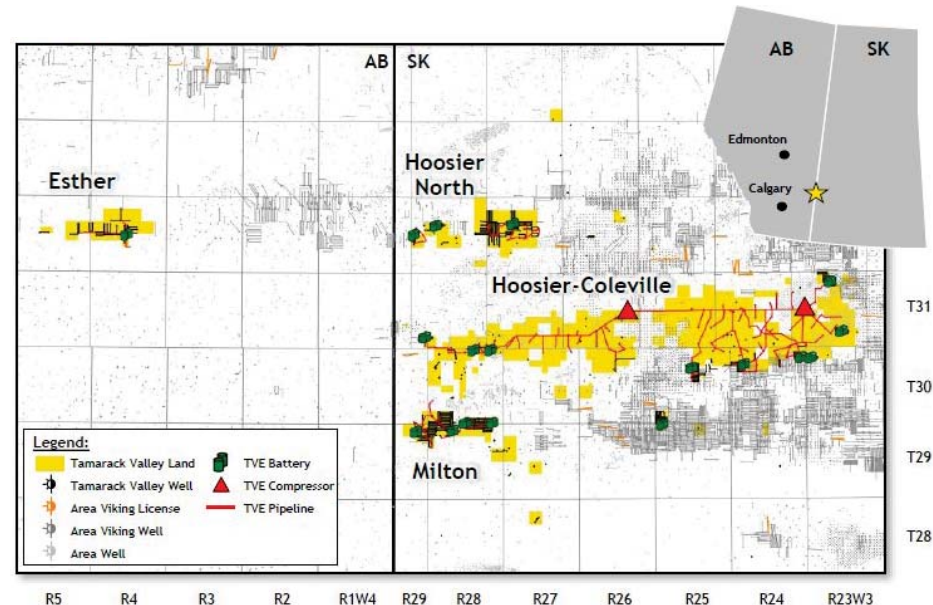 AB
SK
AB
SK
Edmonton
Calgary
Esther
Hoosier
North
Hoosier-Coleville
Milton
T31
T30
T29
T28
Legend:
Tamarack Valley Land
Tamarack Valley Well
Area Viking License
Area Viking Well
Area Well
TVE Battery
TVE Compressor
TVE Pipeline
R5
R4
R3
R2
R1W4
R29
R28
R27
R26
R25
R24
R23W3